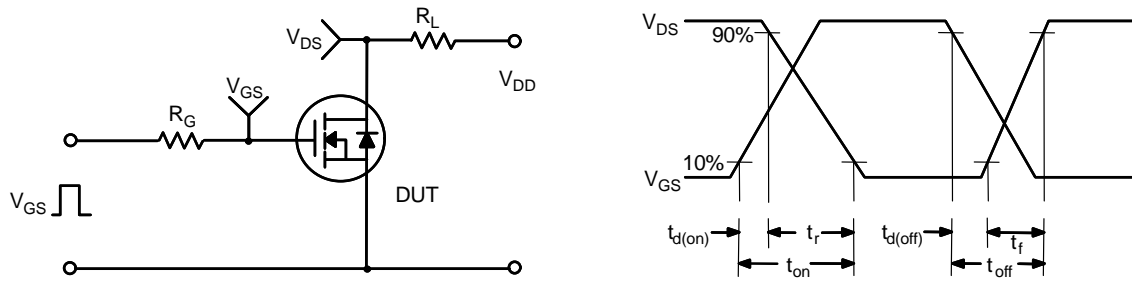 R_L
V_DS
V_DD
V_GS
R_G
V_GS
DUT
V_DS
90%
10%
V_GS
t_d(on)
t_r
t_d(off)
t_f
t_on
t_off